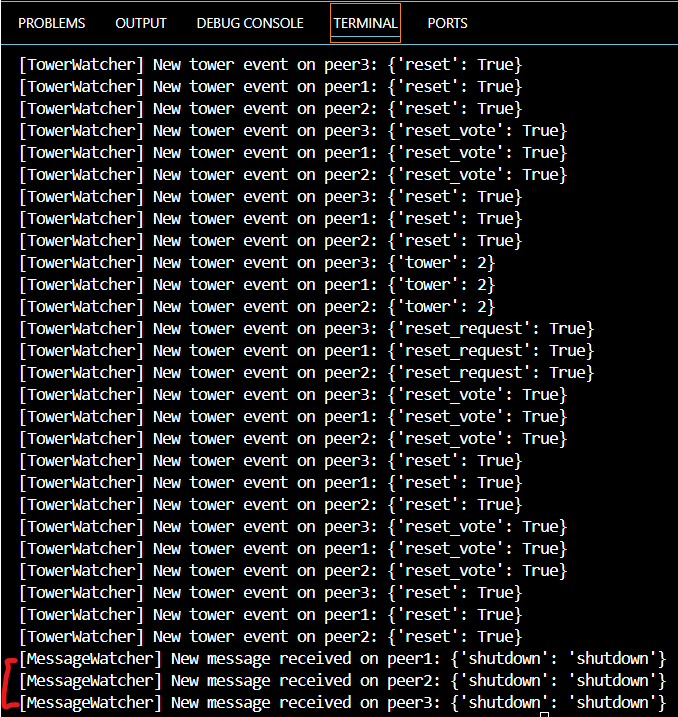 PROBLEMS OUTPUT DEBUG CONSOLE TERMINAL PORTS
[TowerWatcher] New tower event on peer3: {'reset': True}
[TowerWatcher] New tower event on peer1: {'reset': True}
[TowerWatcher] New tower event on peer2: {'reset': True}
[TowerWatcher] New tower event on peer3: {'reset_vote': True}
[TowerWatcher] New tower event on peer1: {'reset_vote': True}
[TowerWatcher] New tower event on peer2: {'reset_vote': True}
[TowerWatcher] New tower event on peer3: {'reset': True}
[TowerWatcher] New tower event on peer1: {'reset': True}
[TowerWatcher] New tower event on peer2: {'reset': True}
[TowerWatcher] New tower event on peer3: {'tower': 2}
[TowerWatcher] New tower event on peer1: {'tower': 2}
[TowerWatcher] New tower event on peer2: {'tower': 2}
[TowerWatcher] New tower event on peer3: {'reset_request': True}
[TowerWatcher] New tower event on peer1: {'reset_request': True}
[TowerWatcher] New tower event on peer2: {'reset_request': True}
[TowerWatcher] New tower event on peer3: {'reset_vote': True}
[TowerWatcher] New tower event on peer1: {'reset_vote': True}
[TowerWatcher] New tower event on peer2: {'reset_vote': True}
[TowerWatcher] New tower event on peer3: {'reset': True}
[TowerWatcher] New tower event on peer1: {'reset': True}
[TowerWatcher] New tower event on peer2: {'reset': True}
[TowerWatcher] New tower event on peer3: {'reset_vote': True}
[TowerWatcher] New tower event on peer1: {'reset_vote': True}
[TowerWatcher] New tower event on peer2: {'reset_vote': True}
[TowerWatcher] New tower event on peer3: {'reset': True}
[TowerWatcher] New tower event on peer1: {'reset': True}
[TowerWatcher] New tower event on peer2: {'reset': True}
[MessageWatcher] New message received on peer1: {'shutdown': 'shutdown'}
[MessageWatcher] New message received on peer2: {'shutdown': 'shutdown'}
[MessageWatcher] New message received on peer3: {'shutdown': 'shutdown'}